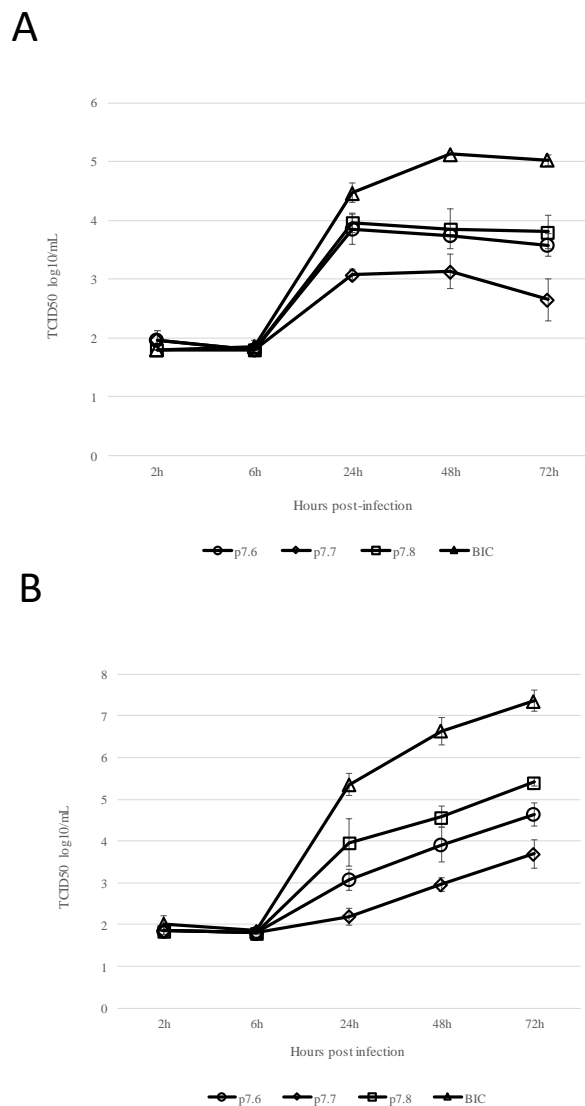 A
6
5
4
3
2
1
0
TCID50 log10/mL
2h 6h 24h 48h 72h
Hours post-infection
p7.6 p7.7 p7.8 BIC
B
8
7
6
5
4
3
2
1
0
TCID50 log10/mL
2h 6h 24h 48h 72h
Hours post infection
p7.6 p7.7 p7.8 BIC